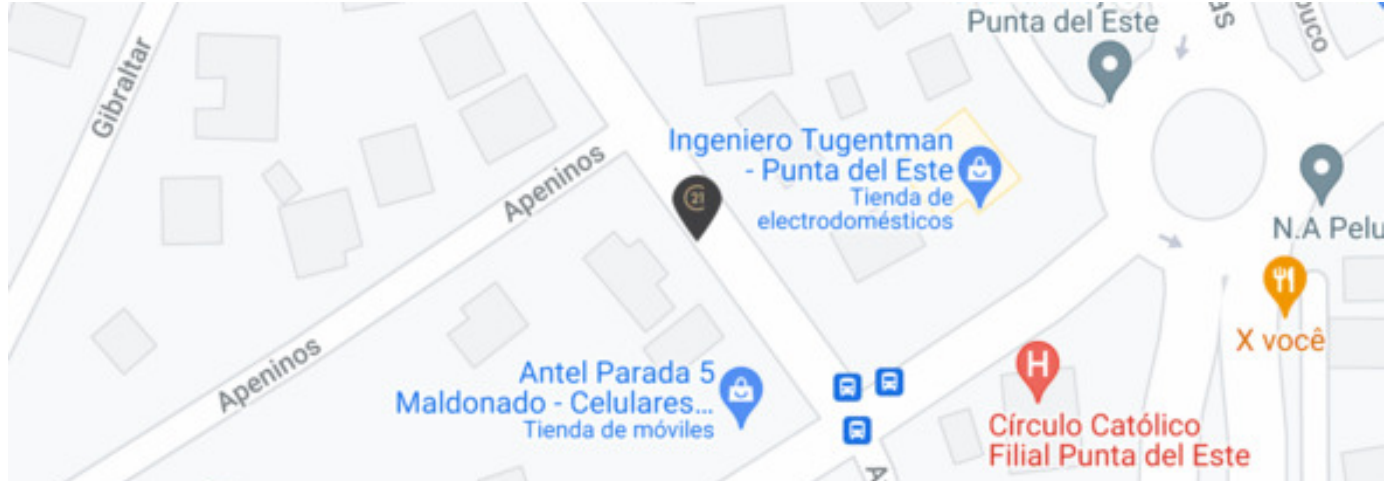 Punta del Este
Gibraltar
Ingeniero Tugentman
- Punta del Este
Tienda de
electrodomésticos
Apeninos
21
N.A Pelu
X você
Apeninos
Antel Parada 5
Maldonado - Celulares...
Tienda de móviles
H
Círculo Católico
Filial Punta del Este